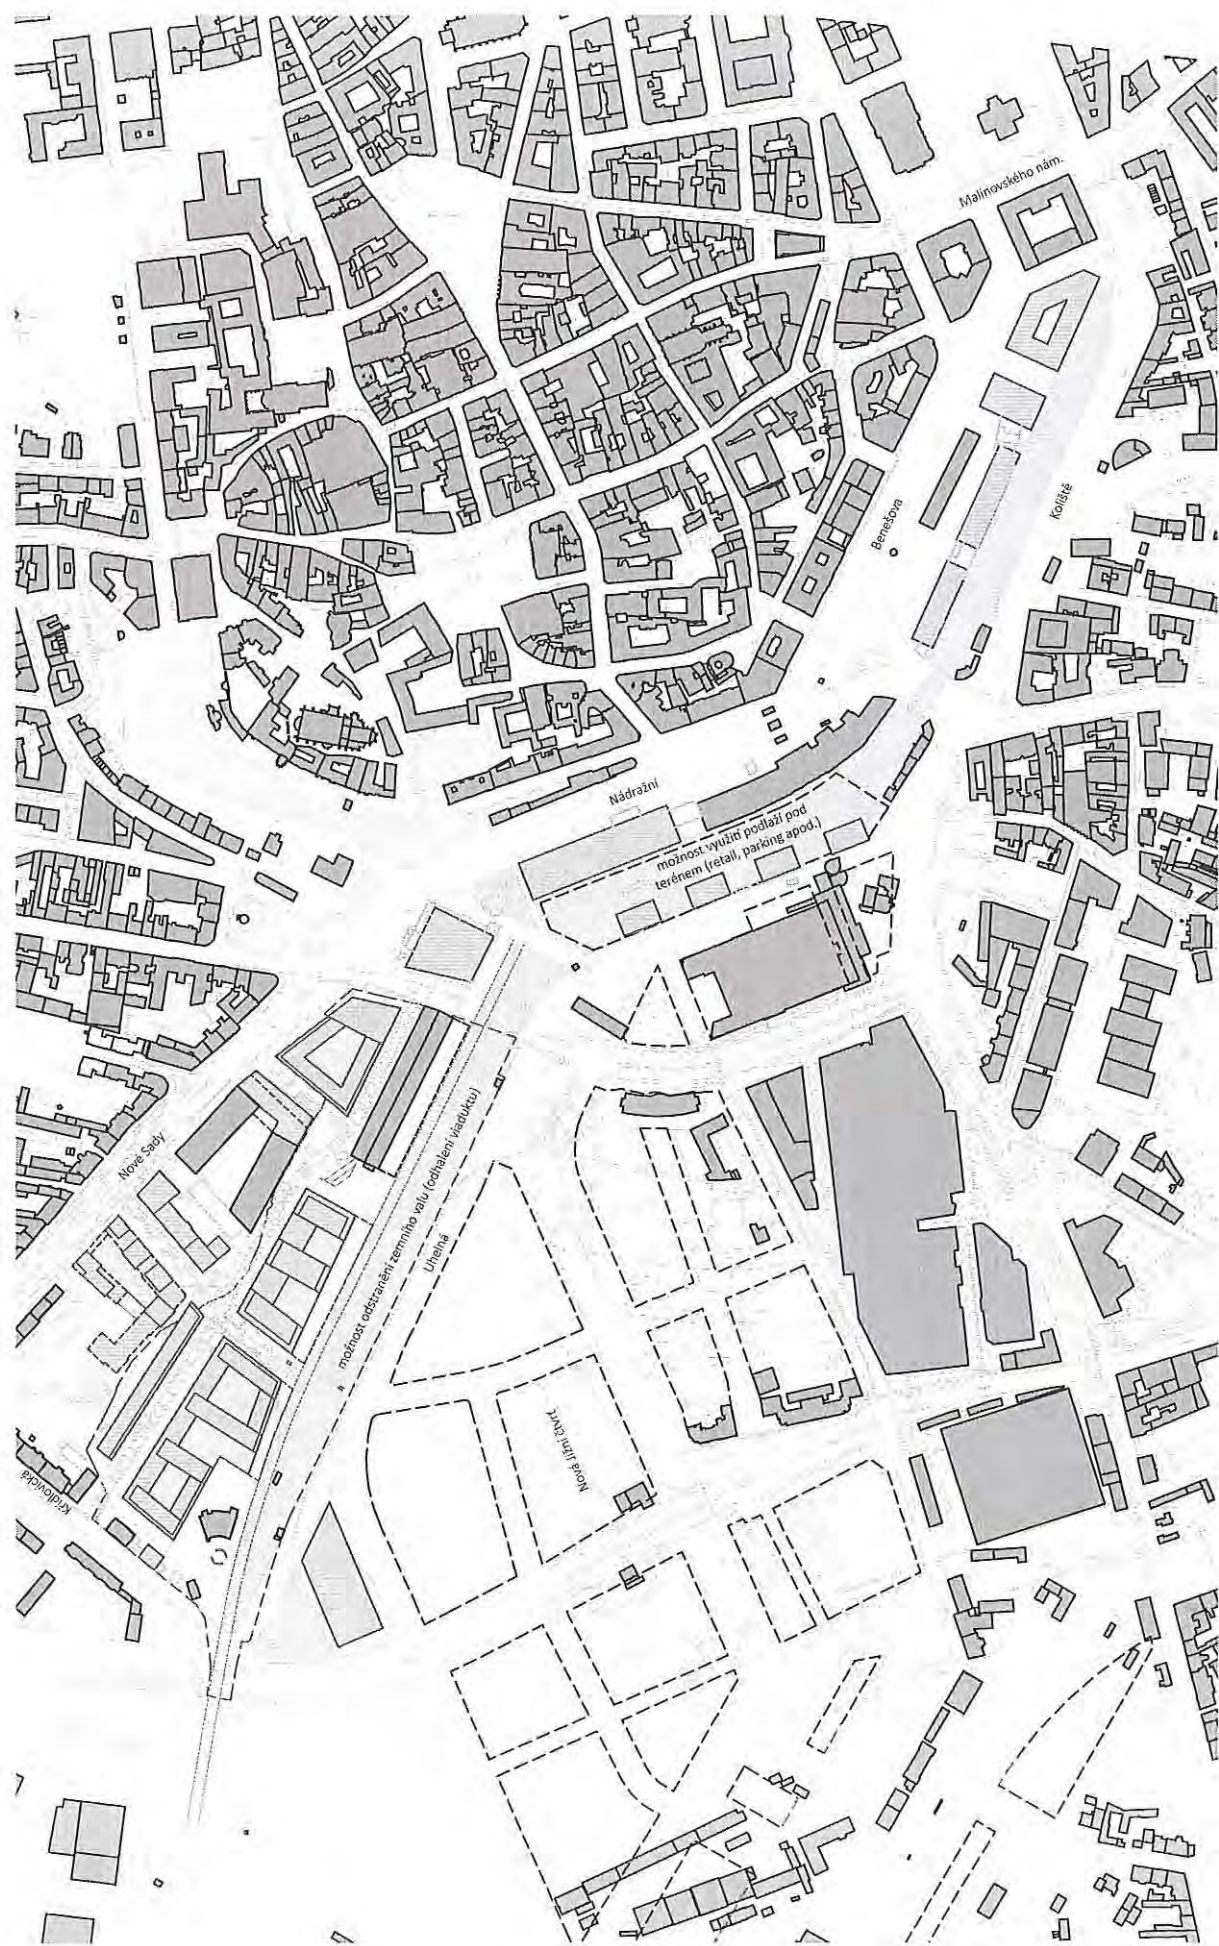 Malinovského nám.
Koliště
Benešova
Nádražní
možnost využití podlaží pod
terénem (retail, parking apod.)
Nové Sady
možnost odstranění zemního valu (odhalení viaduktu)
Uhelná
Nová Jižní čtvrt
Křídlovická